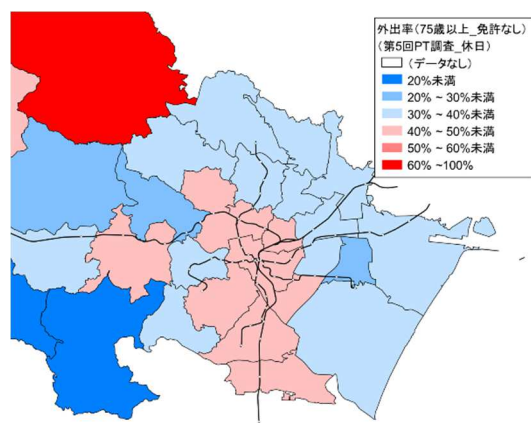 外出率(75歳以上_免許なし)
(第5回PT調査_休日)
(データなし)
20%未満
20% ~ 30%未満
30% ~ 40%未満
40% ~ 50%未満
50% ~ 60%未満
60% ~100%